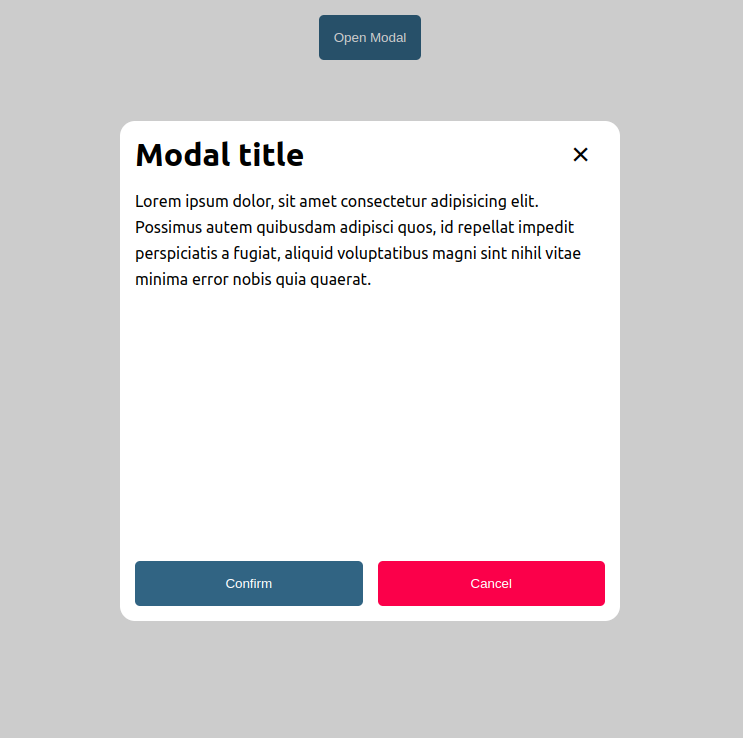 Open Modal
Modal title ✕
Lorem ipsum dolor, sit amet consectetur adipisicing elit.
Possimus autem quibusdam adipisci quos, id repellat impedit
perspiciatis a fugiat, aliquid voluptatibus magni sint nihil vitae
minima error nobis quia quaerat.
Confirm Cancel